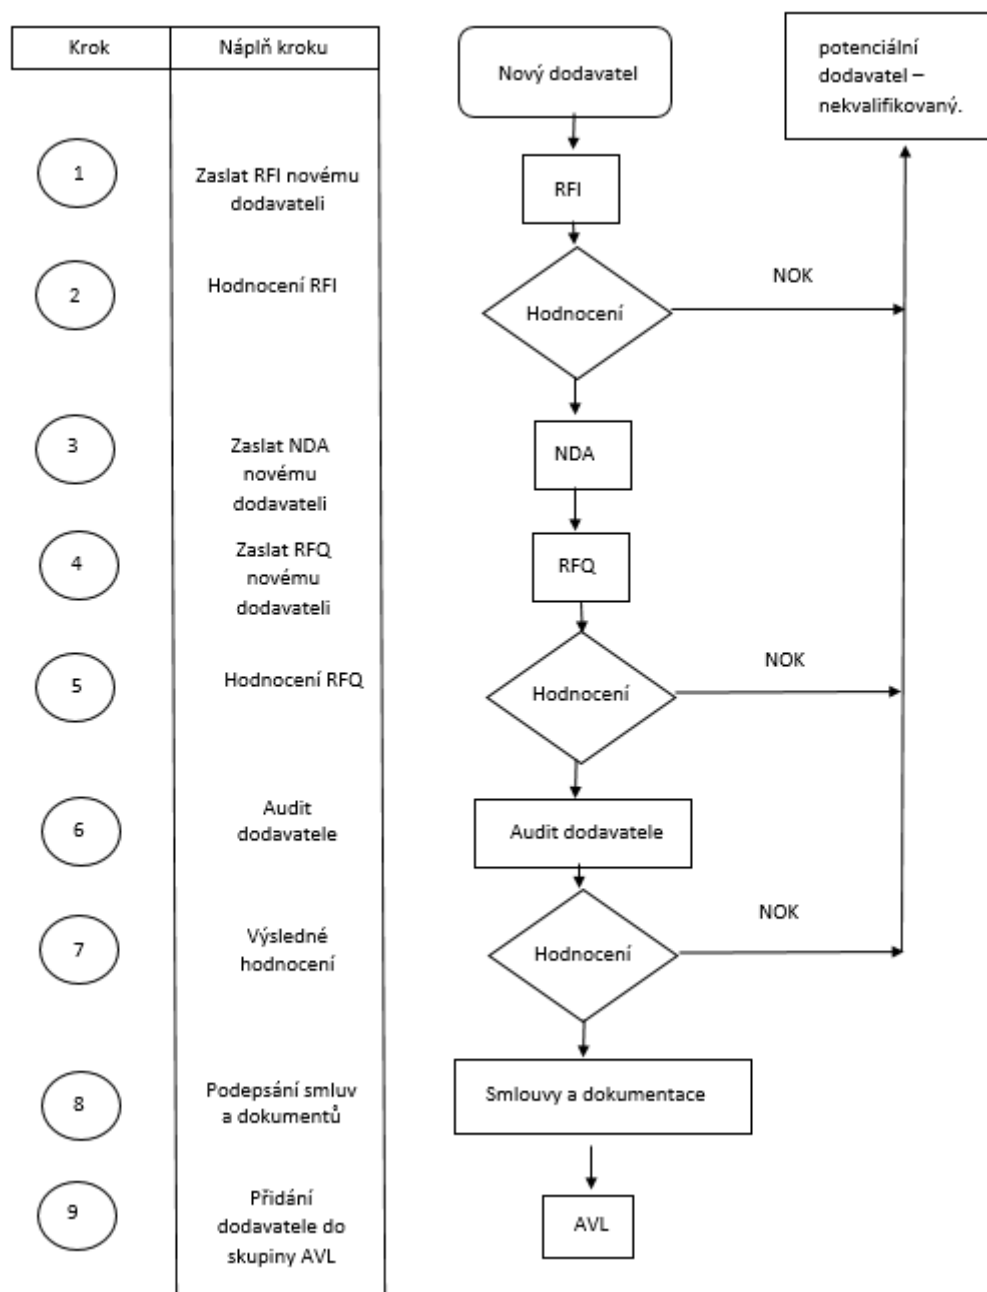 Krok
Náplň kroku
Nový dodavatel
potenciální
dodavatel –
nekvalifikovaný.
1
Zaslat RFI novému
dodavateli
RFI
2
Hodnocení RFI
Hodnocení
NOK
3
Zaslat NDA
novému
dodavateli
NDA
4
Zaslat RFQ
novému
dodavateli
RFQ
5
Hodnocení RFQ
Hodnocení
NOK
6
Audit
dodavatele
Audit dodavatele
7
Výsledné
hodnocení
Hodnocení
NOK
8
Podepsání smluv
a dokumentů
Smlouvy a dokumentace
9
Přidání
dodavatele do
skupiny AVL
AVL